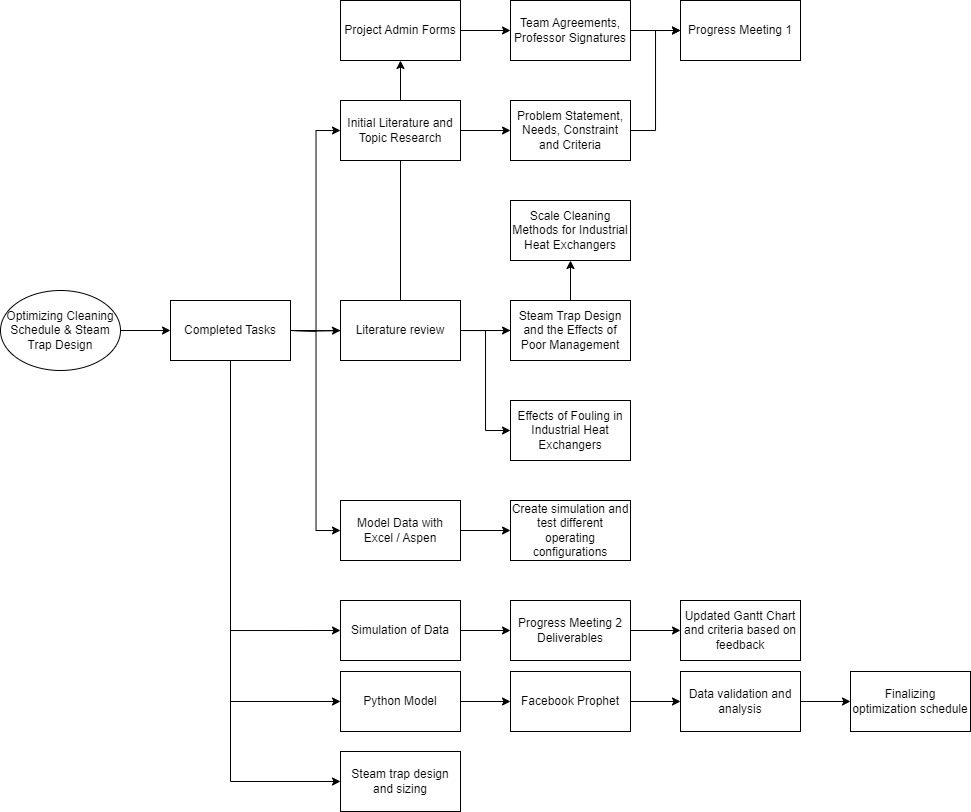 Project Admin Forms
Team Agreements,
Professor Signatures
Progress Meeting 1
Initial Literature and
Topic Research
Problem Statement,
Needs, Constraint
and Criteria
Scale Cleaning
Methods for Industrial
Heat Exchangers
Optimizing Cleaning
Schedule & Steam
Trap Design
Completed Tasks
Literature review
Steam Trap Design
and the Effects of
Poor Management
Effects of Fouling in
Industrial Heat
Exchangers
Model Data with
Excel / Aspen
Create simulation and
test different
operating
configurations
Simulation of Data
Progress Meeting 2
Deliverables
Updated Gantt Chart
and criteria based on
feedback
Python Model
Facebook Prophet
Data validation and
analysis
Finalizing
optimization schedule
Steam trap design
and sizing